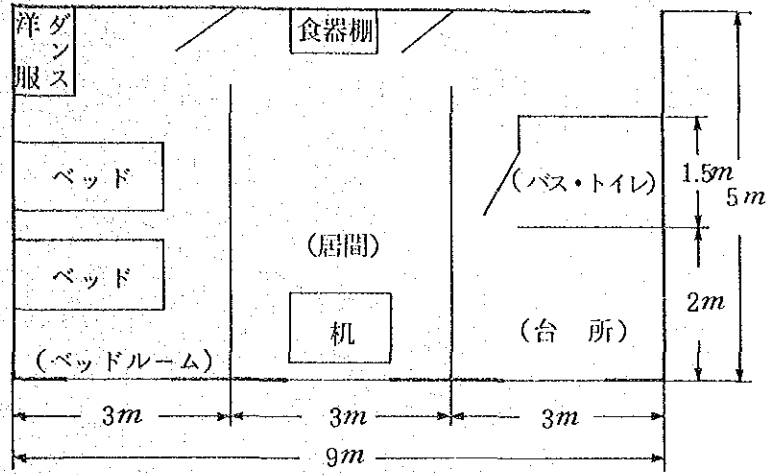 洋服ダンス
食器棚
ベッド
(バス・トイレ)
1.5m
5m
(居間)
ベッド
2m
机
(台 所)
(ベッドルーム)
3m
3m
3m
9m